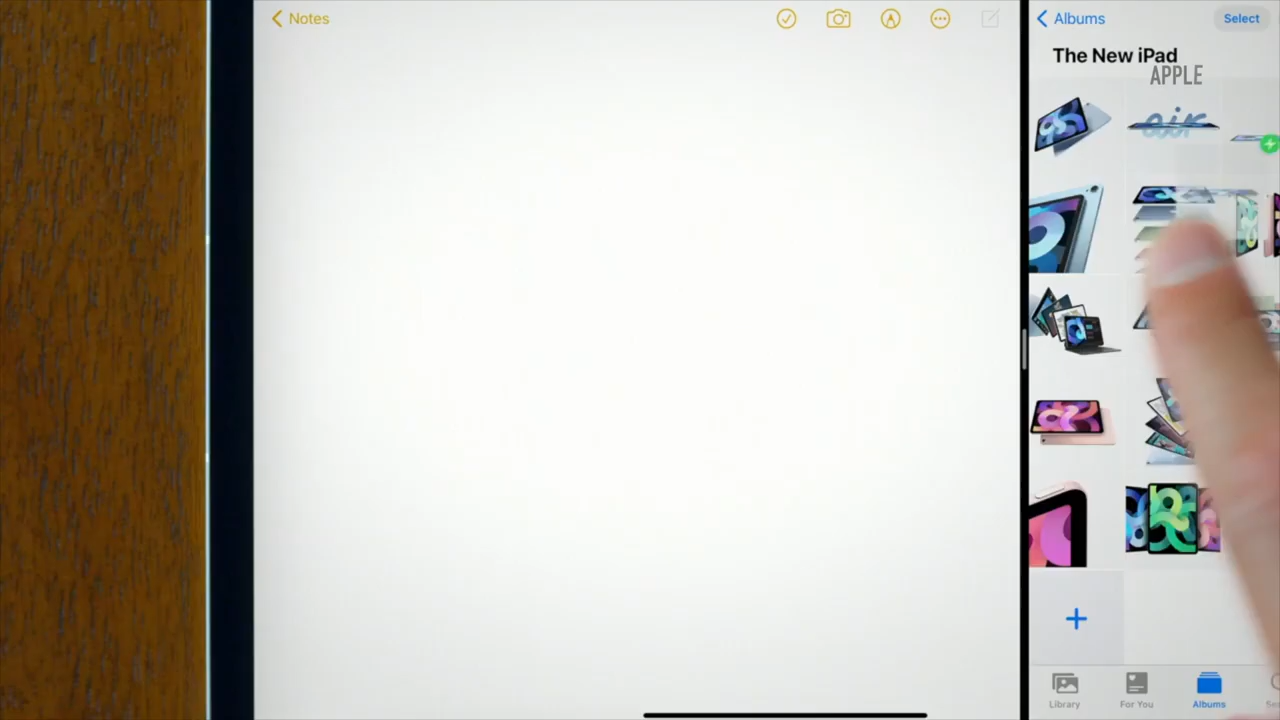 Notes
Albums
Select
The New iPad
APPLE
air
Library
For You
Albums